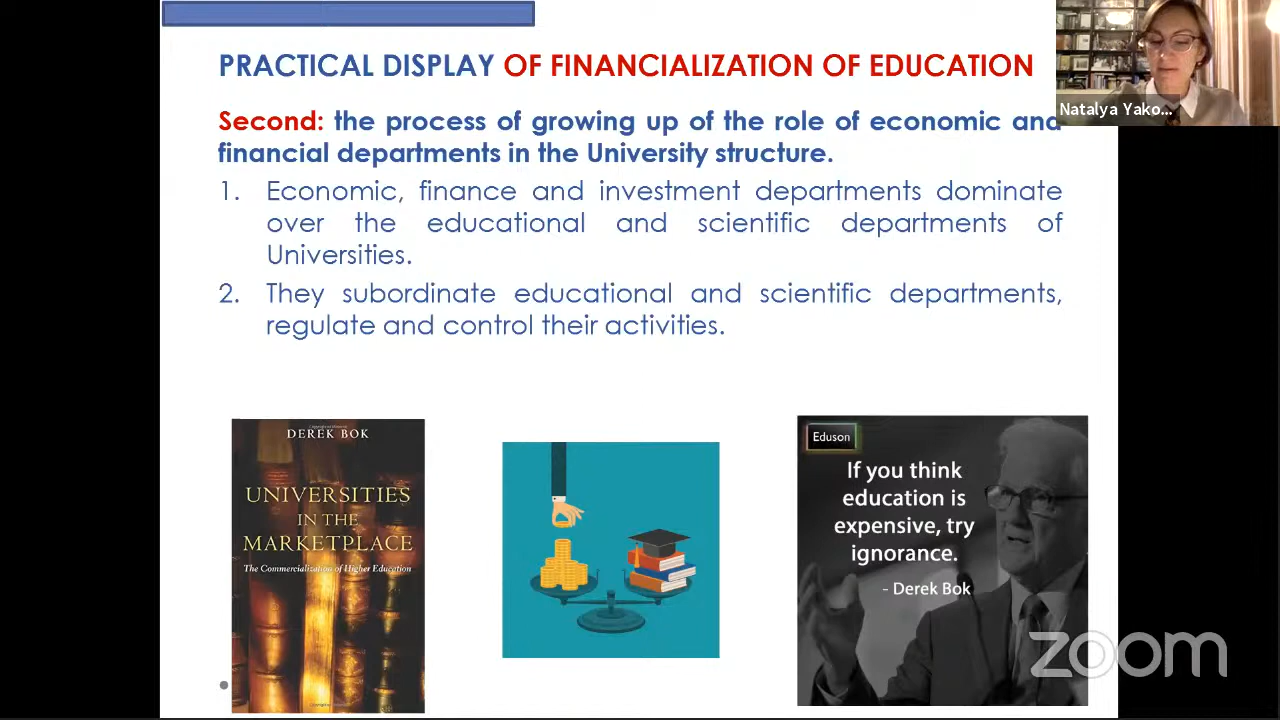 PRACTICAL DISPLAY OF FINANCIALIZATION OF EDUCATION
Natalya Yako...
Second: the process of growing up of the role of economic and
financial departments in the University structure.
1. Economic, finance and investment departments dominate
over the educational and scientific departments of
Universities.
2. They subordinate educational and scientific departments,
regulate and control their activities.
DEREK BOK
UNIVERSITIES
IN THE
MARKETPLACE
The Commercialization of Higher Education
Eduson
If you think
education is
expensive, try
ignorance.
- Derek Bok
zoom